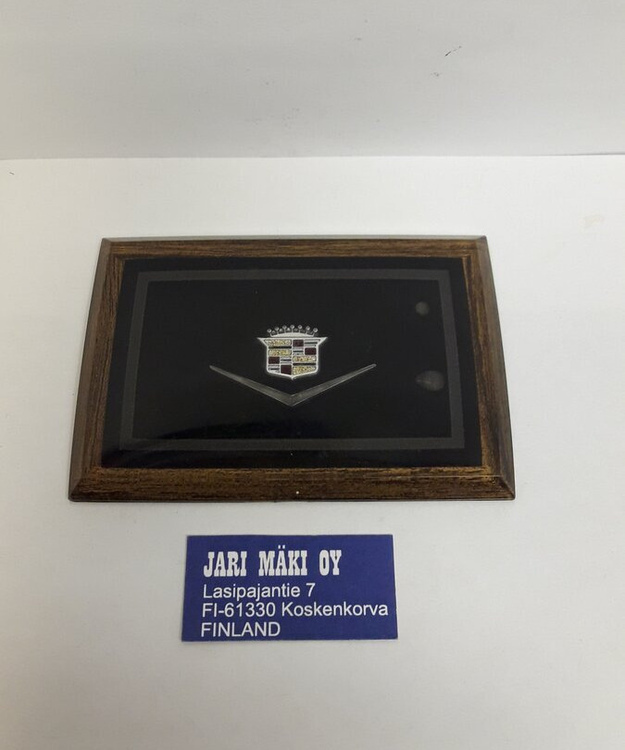 JARI MÄKI OY
Lasipajantie 7
FI-61330 Koskenkorva
FINLAND